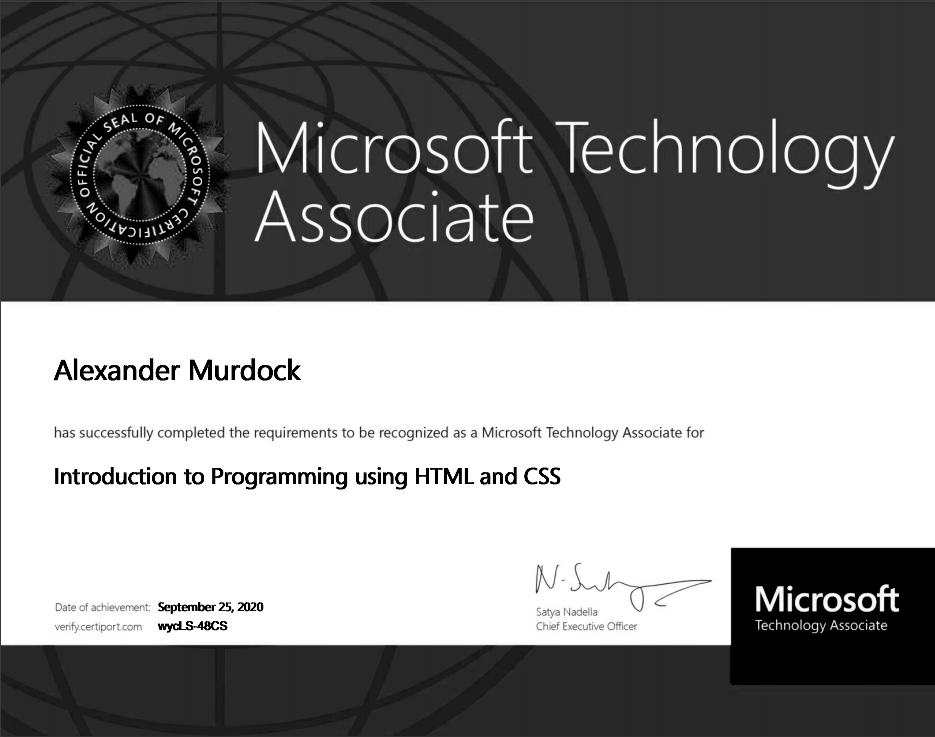 OFFICIAL SEAL OF MICROSOFT CERTIFICATION
Microsoft Technology
Associate
Alexander Murdock
has successfully completed the requirements to be recognized as a Microsoft Technology Associate for
Introduction to Programming using HTML and CSS
Date of achievement: September 25, 2020
verify.certiport.com wycLS-48CS
Satya Nadella
Chief Executive Officer
Microsoft
Technology Associate